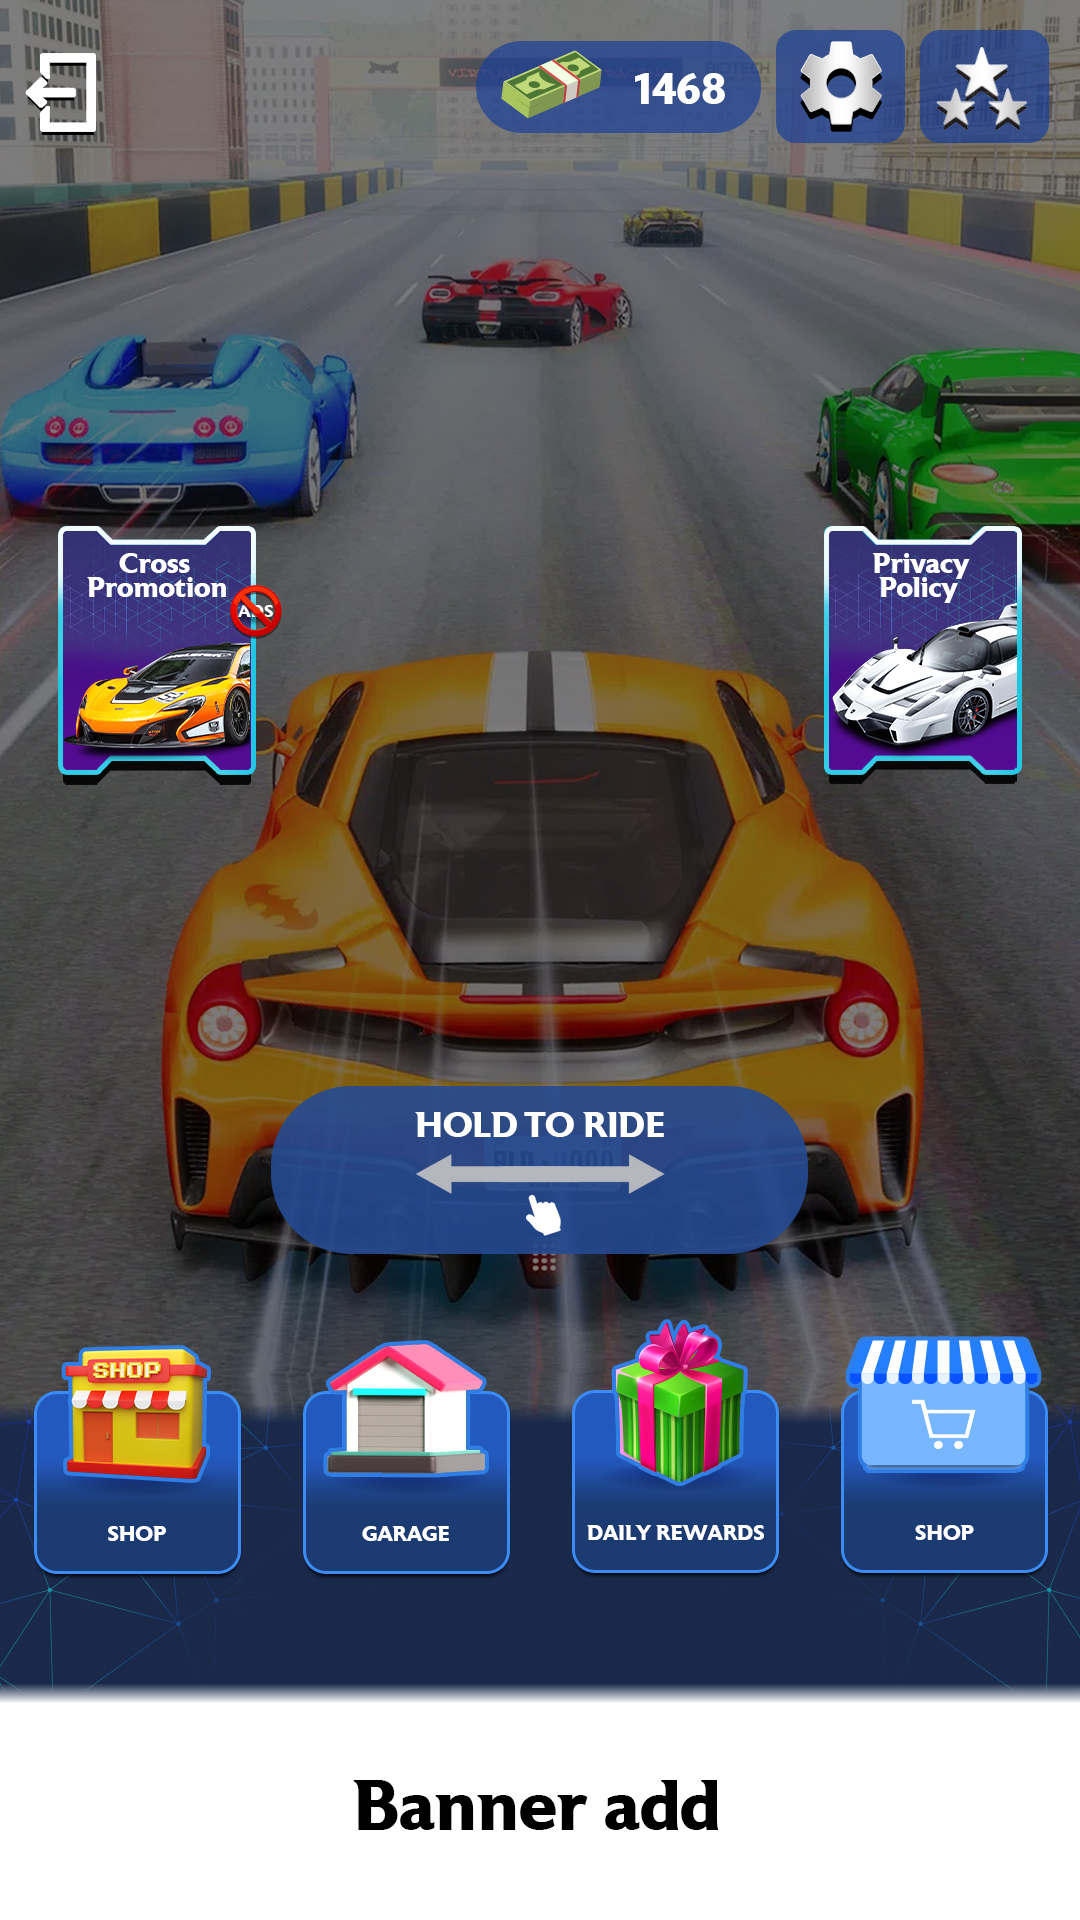 1468
Cross
Promotion
ADS
Privacy
Policy
HOLD TO RIDE
SHOP
SHOP
GARAGE
DAILY REWARDS
SHOP
Banner add